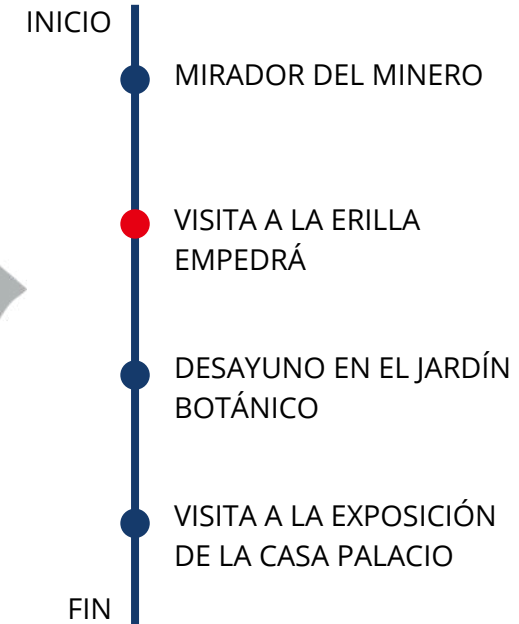 INICIO
MIRADOR DEL MINERO
VISITA A LA ERILLA
EMPEDRÁ
DESAYUNO EN EL JARDÍN
BOTÁNICO
VISITA A LA EXPOSICIÓN
DE LA CASA PALACIO
FIN